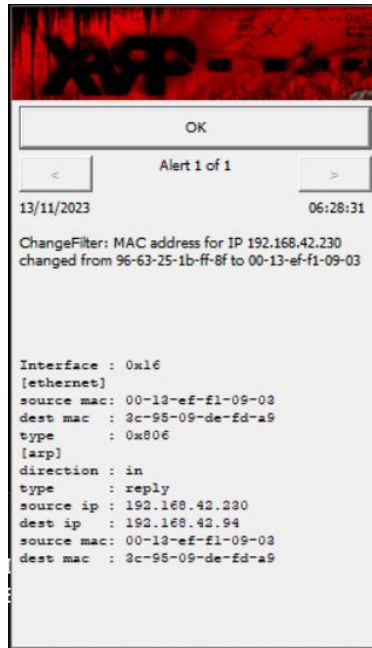 XArp
OK
< Alert 1 of 1 >
13/11/2023 06:28:31
ChangeFilter: MAC address for IP 192.168.42.230
changed from 96-63-25-1b-ff-8f to 00-13-ef-f1-09-03
Interface : 0x16
[ethernet]
source mac: 00-13-ef-f1-09-03
dest mac : 3c-95-09-de-fd-a9
type : 0x806
[arp]
direction : in
type : reply
source ip : 192.168.42.230
dest ip : 192.168.42.94
source mac: 00-13-ef-f1-09-03
dest mac : 3c-95-09-de-fd-a9